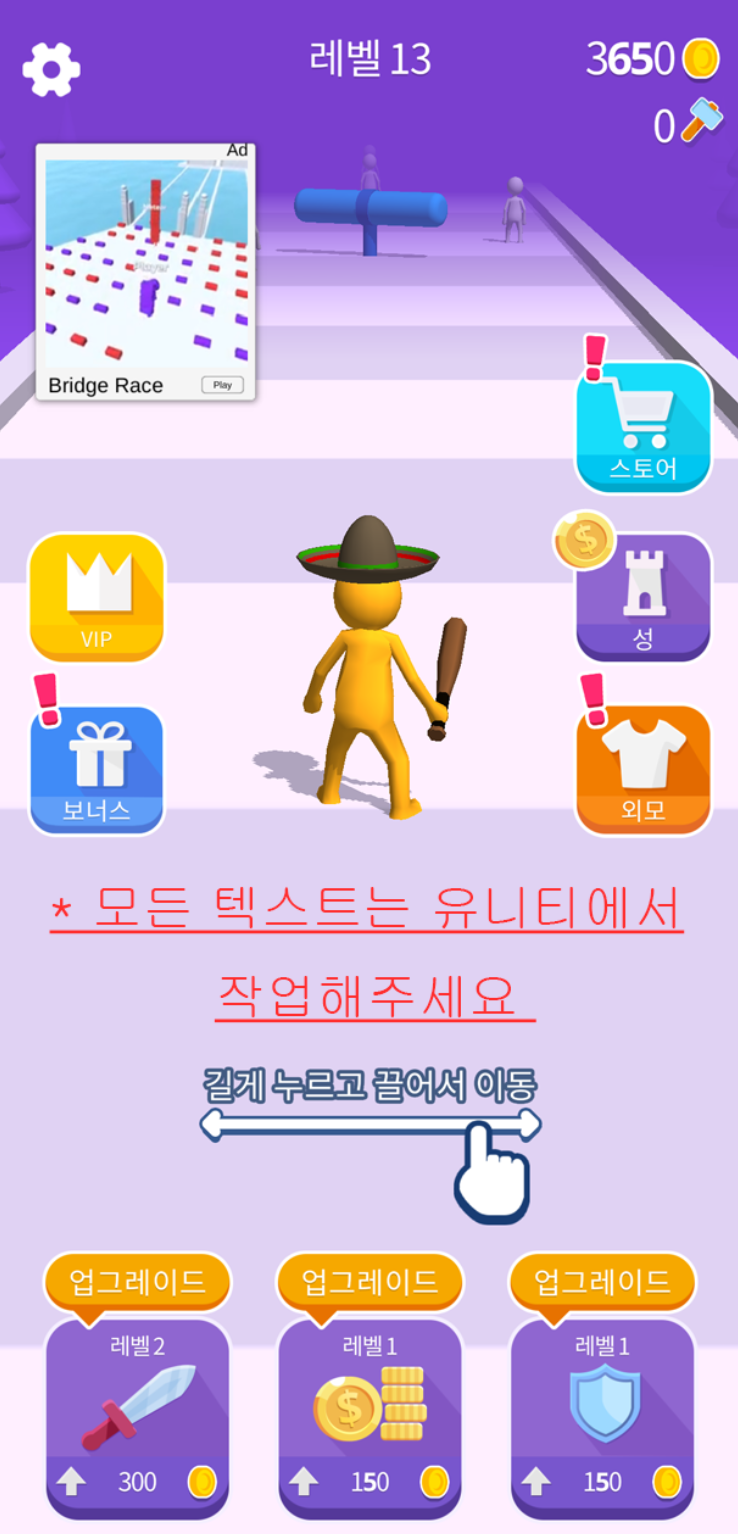 레벨 13
3650
0
Ad
Player
Bridge Race
Play
스토어
VIP
성
보너스
외모
* 모든 텍스트는 유니티에서
작업해주세요
길게 누르고 끌어서 이동
업그레이드 업그레이드 업그레이드
레벨 2 레벨 1 레벨 1
300 150 150